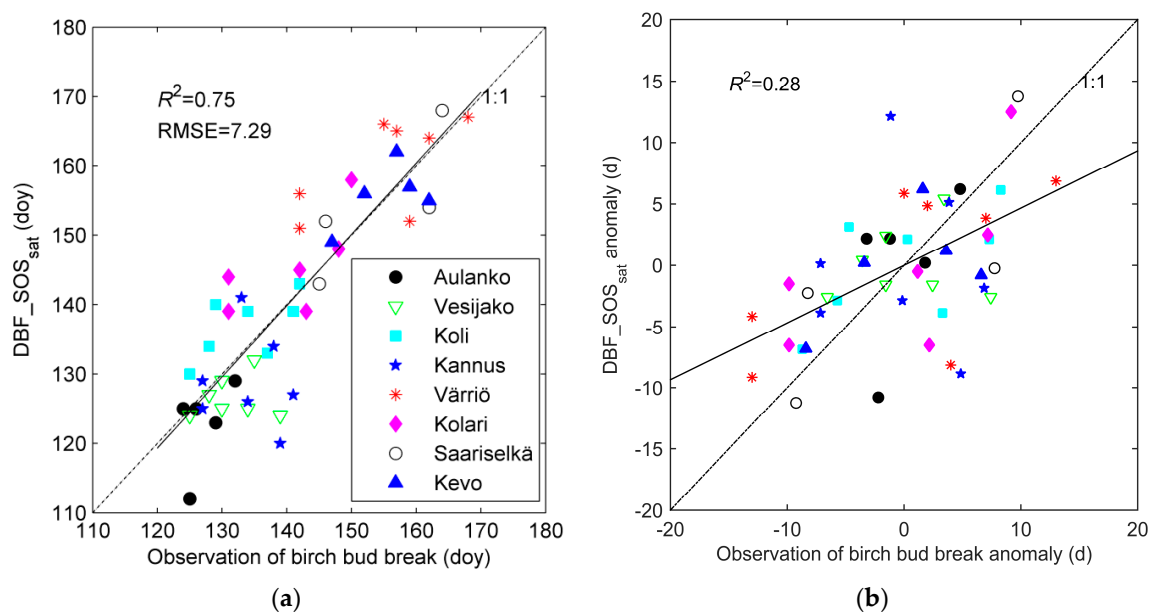 180
170
160
150
140
130
120
110
DBF_SOSsat (doy)
R2=0.75
RMSE=7.29
1:1
Aulanko
Vesijako
Koli
Kannus
Värriö
Kolari
Saariselkä
Kevo
110 120 130 140 150 160 170 180
Observation of birch bud break (doy)
(a)
20
15
10
5
0
-5
-10
-15
-20
DBF_SOSsat anomaly (d)
R2=0.28
1:1
-20 -10 0 10 20
Observation of birch bud break anomaly (d)
(b)